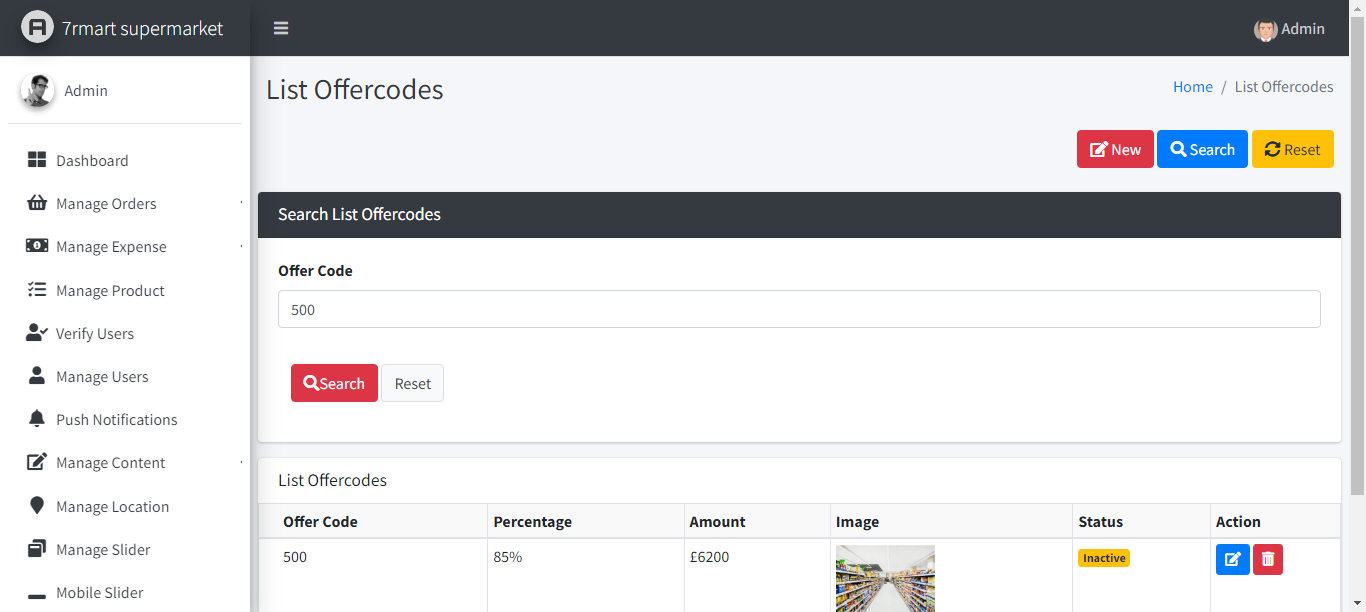 7rmart supermarket
Admin
Admin
List Offercodes
Home / List Offercodes
New Search Reset
Dashboard
Manage Orders
Manage Expense
Manage Product
Verify Users
Manage Users
Push Notifications
Manage Content
Manage Location
Manage Slider
Mobile Slider
Search List Offercodes
Offer Code
500
Search Reset
List Offercodes
Offer Code Percentage Amount Image Status Action
500 85% £6200 Inactive